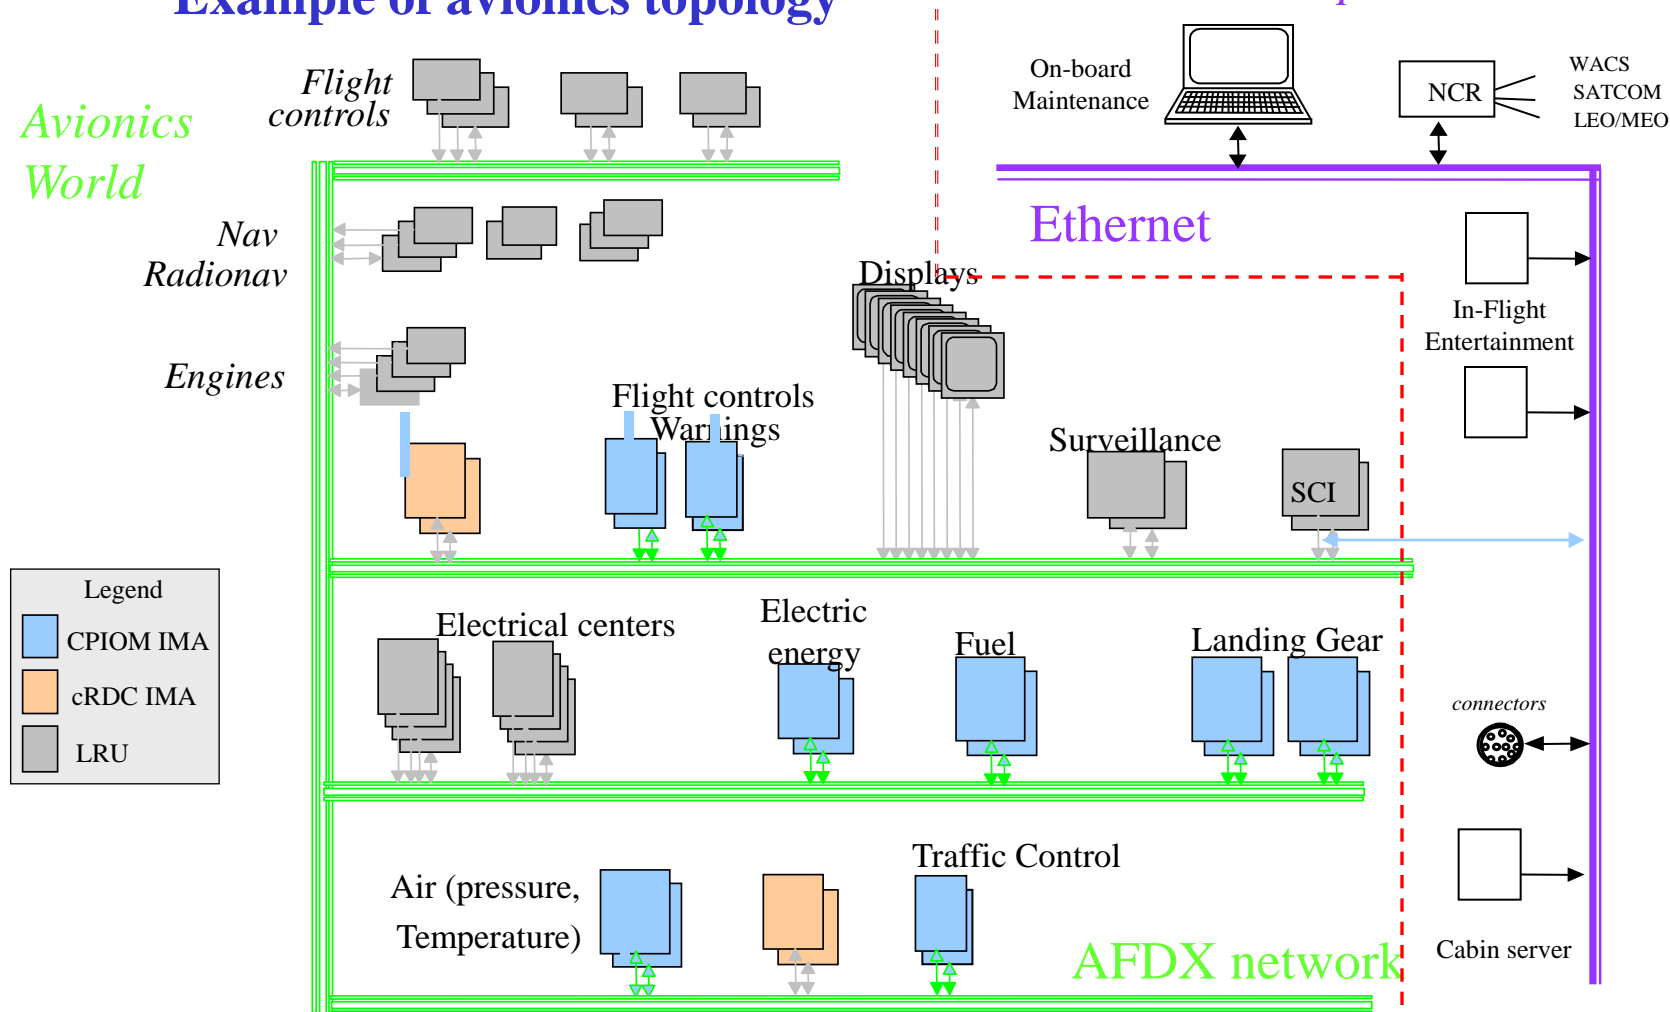 Example of avionics topology
Flight
controls
Avionics
World
On-board
Maintenance
NCR
WACS
SATCOM
LEO/MEO
Ethernet
Nav
Radionav
Displays
In-Flight
Entertainment
Engines
Flight controls
Warnings
Surveillance
SCI
Legend
CPIOM IMA
cRDC IMA
LRU
Electrical centers
Electric
energy
Fuel
Landing Gear
connectors
Air (pressure,
Temperature)
Traffic Control
AFDX network
Cabin server